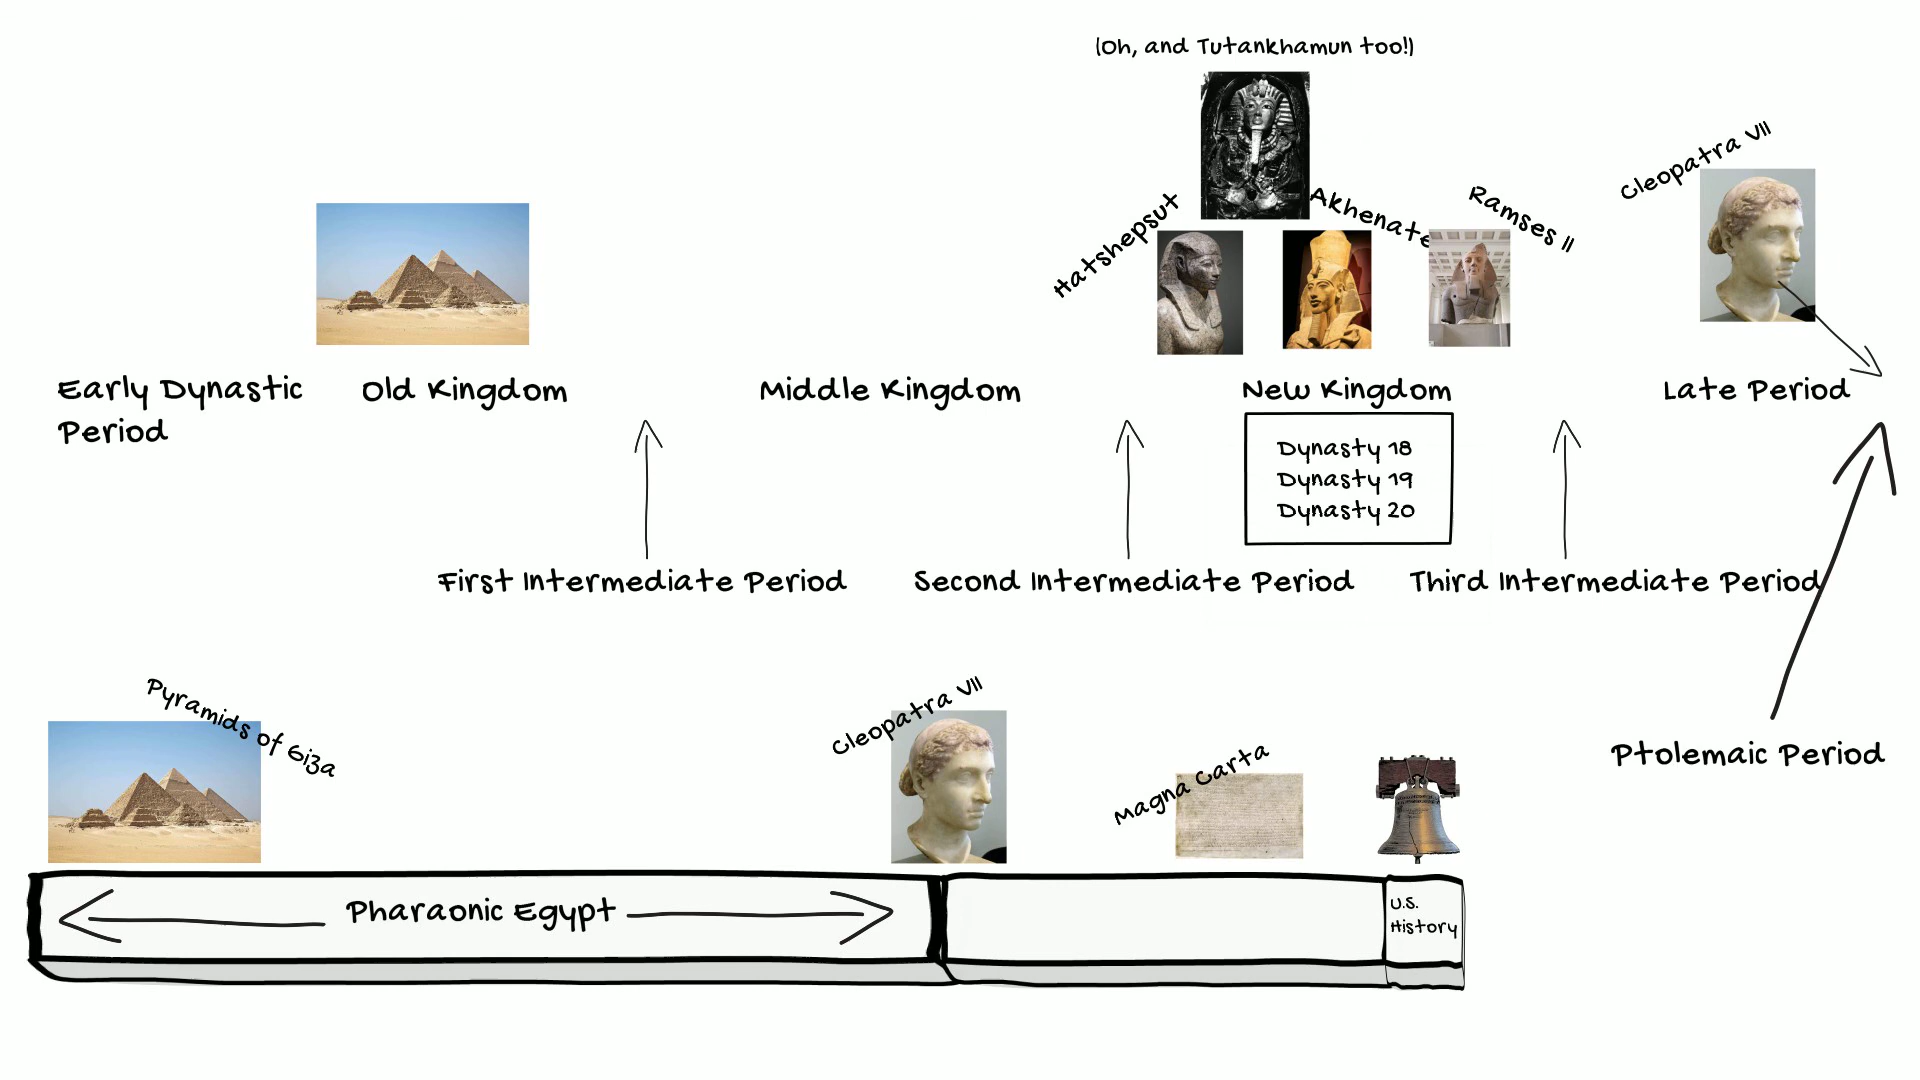 (Oh, and Tutankhamun too!)
Cleopatra VII
Hatshepsut
Akhenate
Ramses II
Early Dynastic
Period
Old Kingdom
Middle Kingdom
New Kingdom
Late Period
Dynasty 18
Dynasty 19
Dynasty 20
First Intermediate Period
Second Intermediate Period
Third Intermediate Period
Pyramids of Giza
Cleopatra VII
Magna Carta
Ptolemaic Period
Pharaonic Egypt
U.S.
History